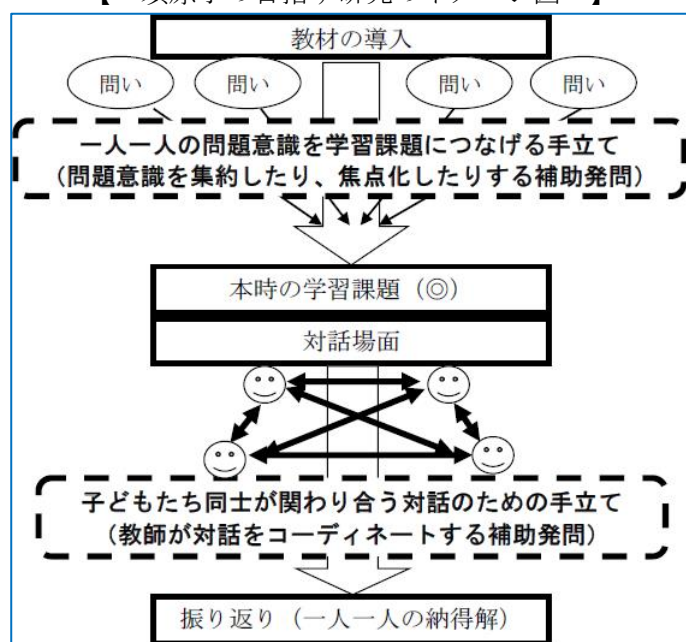 教材の導入
問い 問い 問い 問い
一人一人の問題意識を学習課題につなげる手立て
(問題意識を集約したり、焦点化したりする補助発問)
本時の学習課題(◎)
対話場面
子どもたち同士が関わり合う対話のための手立て
(教師が対話をコーディネートする補助発問)
振り返り(一人一人の納得解)